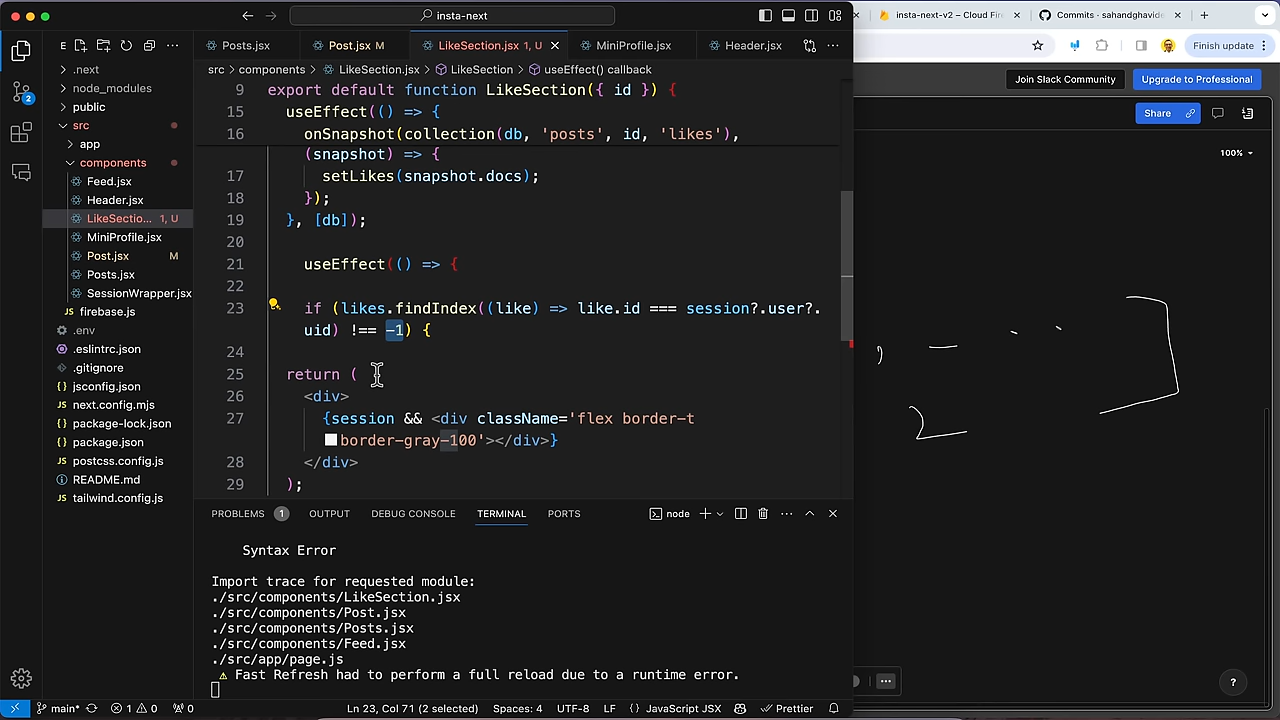 insta-next
insta-next-v2 – Cloud Fire
Commits · sahandghavide
Posts.jsx
Post.jsx M
LikeSection.jsx 1, U
MiniProfile.jsx
Header.jsx
Finish update
src > components > LikeSection.jsx > LikeSection > useEffect() callback
Join Slack Community
Upgrade to Professional
Share
100%
E
.next
node_modules
public
src
app
components
Feed.jsx
Header.jsx
LikeSectio... 1, U
MiniProfile.jsx
Post.jsx M
Posts.jsx
SessionWrapper.jsx
firebase.js
.env
.eslintrc.json
.gitignore
jsconfig.json
next.config.mjs
package-lock.json
package.json
postcss.config.js
README.md
tailwind.config.js
2
9 export default function LikeSection({ id }) {
15 useEffect(() => {
16 onSnapshot(collection(db, 'posts', id, 'likes'),
(snapshot) => {
17 setLikes(snapshot.docs);
18 });
19 }, [db]);
20
21 useEffect(() => {
22
23 if (likes.findIndex((like) => like.id === session?.user?.
uid) !== -1) {
24
25 return (
26 <div>
27 {session && <div className='flex border-t
border-gray-100'></div>}
28 </div>
29 );
, – ]
2
PROBLEMS 1 OUTPUT DEBUG CONSOLE TERMINAL PORTS
node
Syntax Error
Import trace for requested module:
./src/components/LikeSection.jsx
./src/components/Post.jsx
./src/components/Posts.jsx
./src/components/Feed.jsx
./src/app/page.js
⚠ Fast Refresh had to perform a full reload due to a runtime error.
?
main* 1 0 0 Ln 23, Col 71 (2 selected) Spaces: 4 UTF-8 LF {} JavaScript JSX Prettier